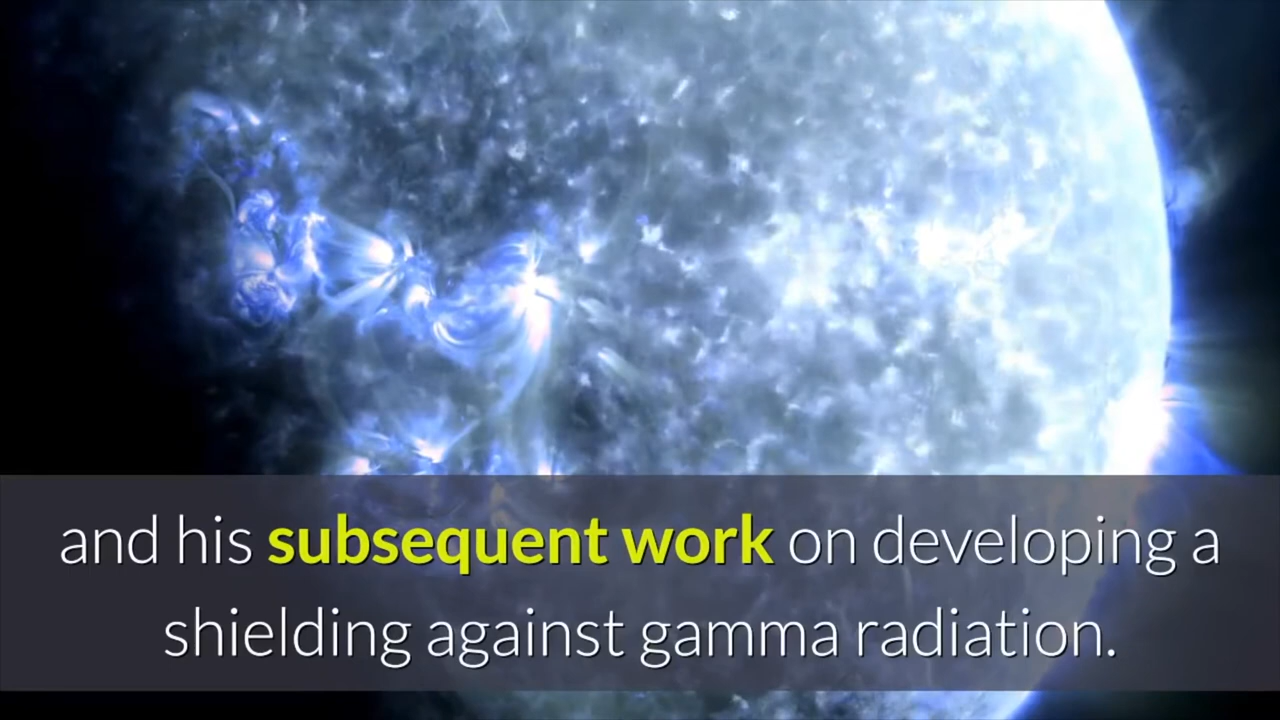 and his subsequent work on developing a
shielding against gamma radiation.